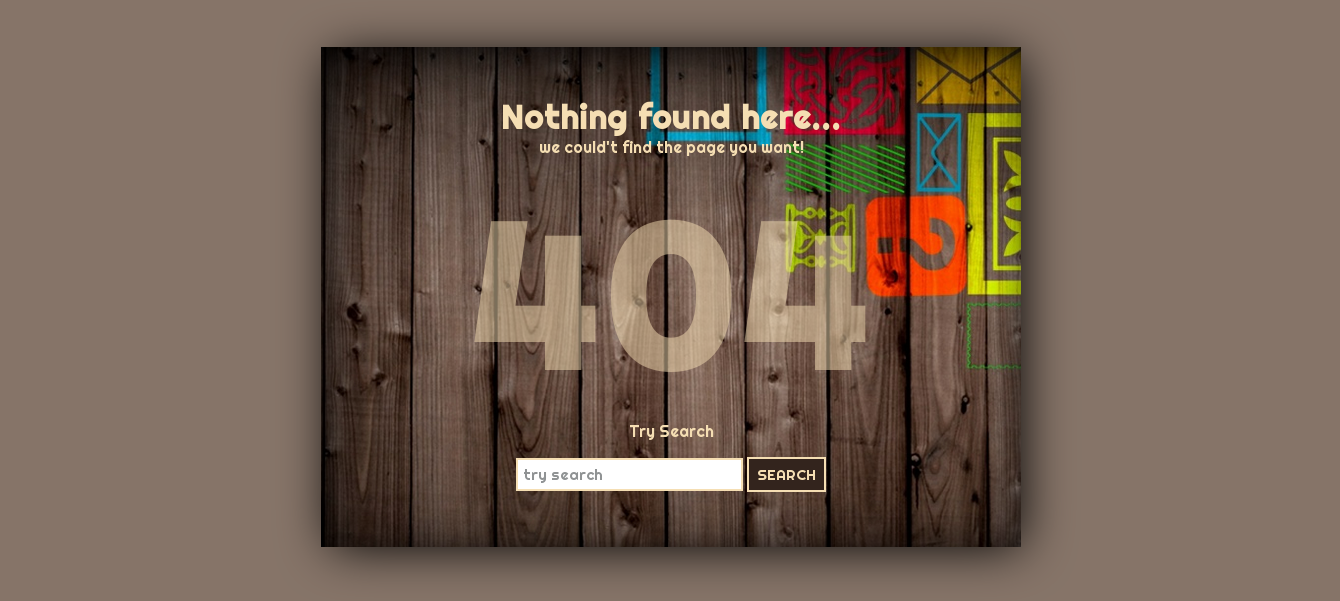 Nothing found here...
we could't find the page you want!
404
Try Search
try search
SEARCH